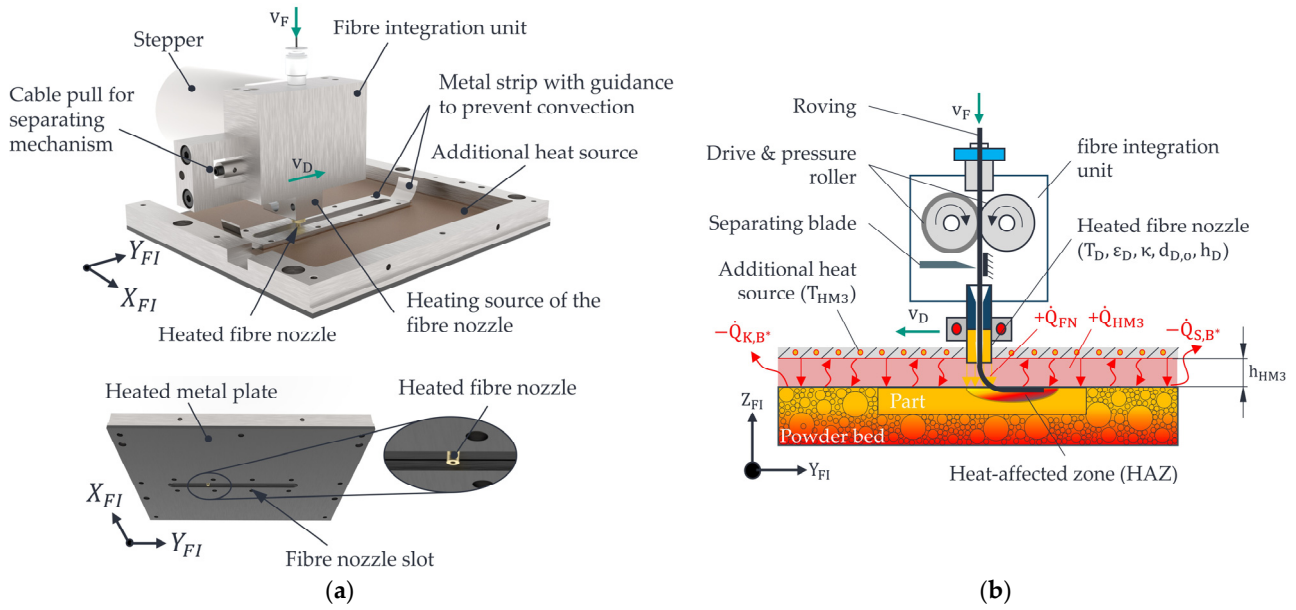 v_F
Stepper
Fibre integration unit
Cable pull for
separating
mechanism
Metal strip with guidance
to prevent convection
v_D
Additional heat source
Y_FI
X_FI
Heating source of the
fibre nozzle
Heated fibre nozzle
Heated metal plate
Heated fibre nozzle
X_FI
Y_FI
Fibre nozzle slot
(a)
v_F
Roving
Drive & pressure
roller
fibre integration
unit
Separating blade
Heated fibre nozzle
(T_D, ε_D, κ, d_D,o, h_D)
Additional heat
source (T_HM3)
v_D
−Q̇_K,B*
+Q̇_FN
+Q̇_HM3
−Q̇_S,B*
h_HM3
Part
Powder bed
Z_FI
Y_FI
Heat-affected zone (HAZ)
(b)